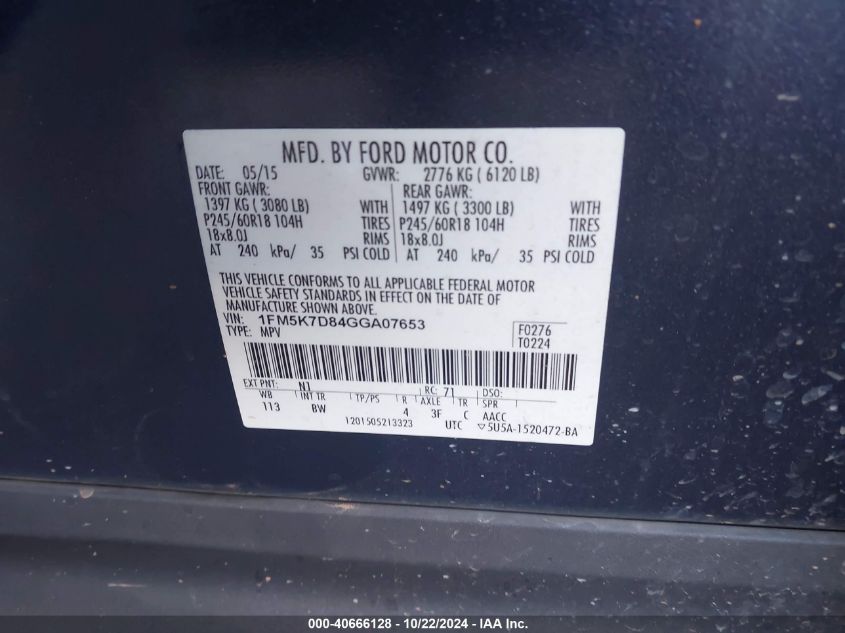 MFD. BY FORD MOTOR CO.
DATE: 05/15 GVWR: 2776 KG ( 6120 LB)
FRONT GAWR: REAR GAWR:
1397 KG ( 3080 LB) WITH 1497 KG ( 3300 LB) WITH
P245/60R18 104H TIRES P245/60R18 104H TIRES
18x8.0J RIMS 18x8.0J RIMS
AT 240 kPa/ 35 PSI COLD AT 240 kPa/ 35 PSI COLD
THIS VEHICLE CONFORMS TO ALL APPLICABLE FEDERAL MOTOR
VEHICLE SAFETY STANDARDS IN EFFECT ON THE DATE OF
MANUFACTURE SHOWN ABOVE.
VIN: 1FM5K7D84GGA07653 F0276
TYPE: MPV T0224
EXT PNT: N1 RC: 71 DSO:
WB INT TR TP/PS R AXLE TR SPR
113 BW 4 3F C AACC
1201505213323 UTC ▽5U5A-1520472-BA
000-40666128 - 10/22/2024 - IAA Inc.